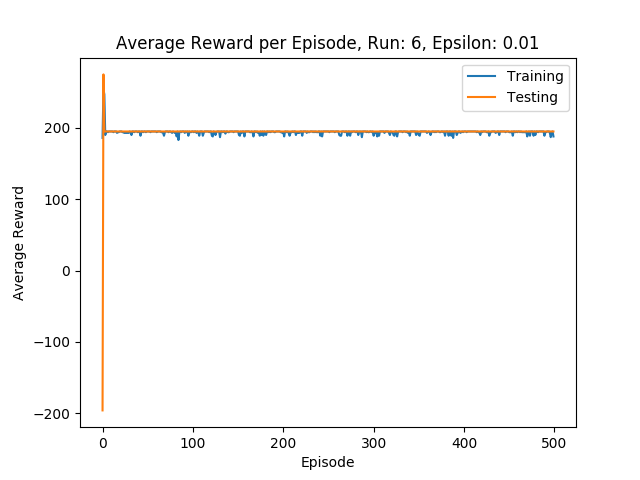 Average Reward per Episode, Run: 6, Epsilon: 0.01
Training
Testing
200
100
0
−100
−200
Average Reward
0 100 200 300 400 500
Episode